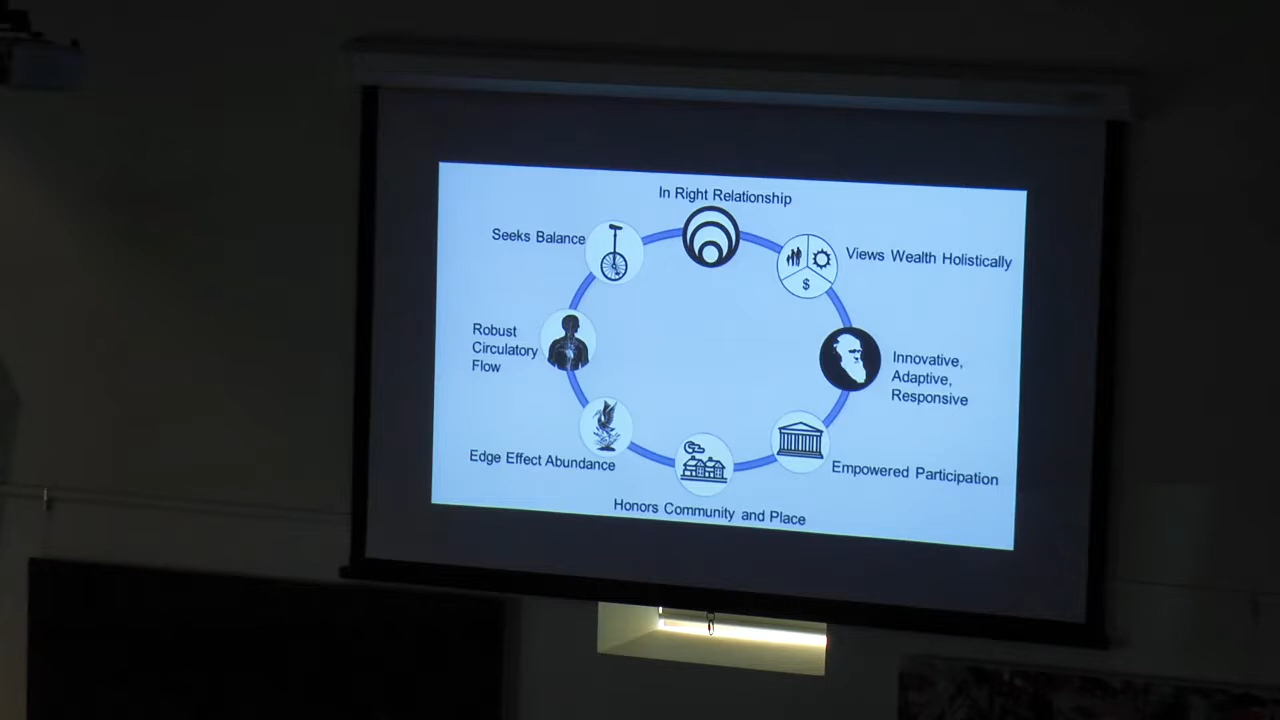 In Right Relationship
Seeks Balance
Views Wealth Holistically
$
Robust
Circulatory
Flow
Innovative,
Adaptive,
Responsive
Edge Effect Abundance
Empowered Participation
Honors Community and Place